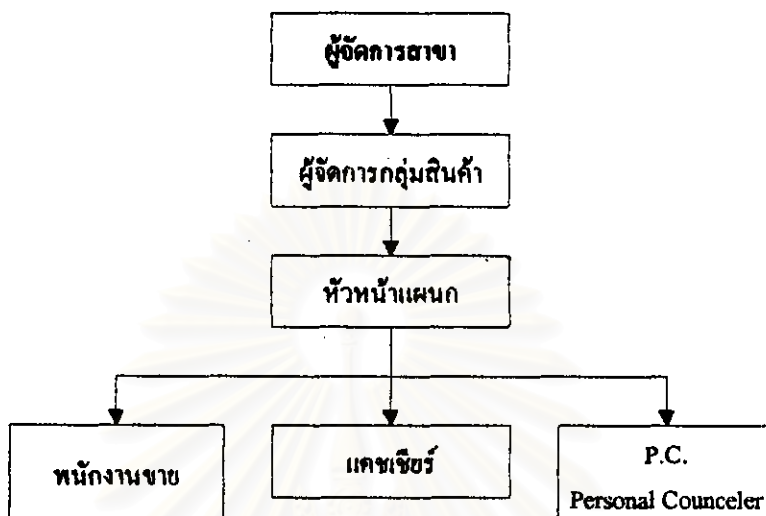 ผู้จัดการสาขา
ผู้จัดการกลุ่มสินค้า
หัวหน้าแผนก
พนักงานขาย
แคชเชียร์
P.C.
Personal Counceler